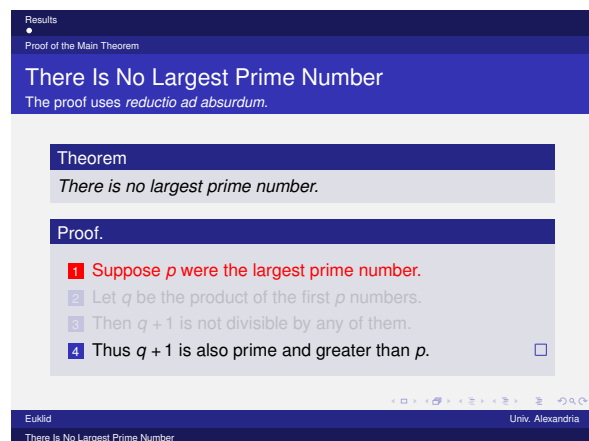 Results
Proof of the Main Theorem
There Is No Largest Prime Number
The proof uses reductio ad absurdum.
Theorem
There is no largest prime number.
Proof.
1 Suppose p were the largest prime number.
2 Let q be the product of the first p numbers.
3 Then q + 1 is not divisible by any of them.
4 Thus q + 1 is also prime and greater than p.
Euklid Univ. Alexandria
There Is No Largest Prime Number